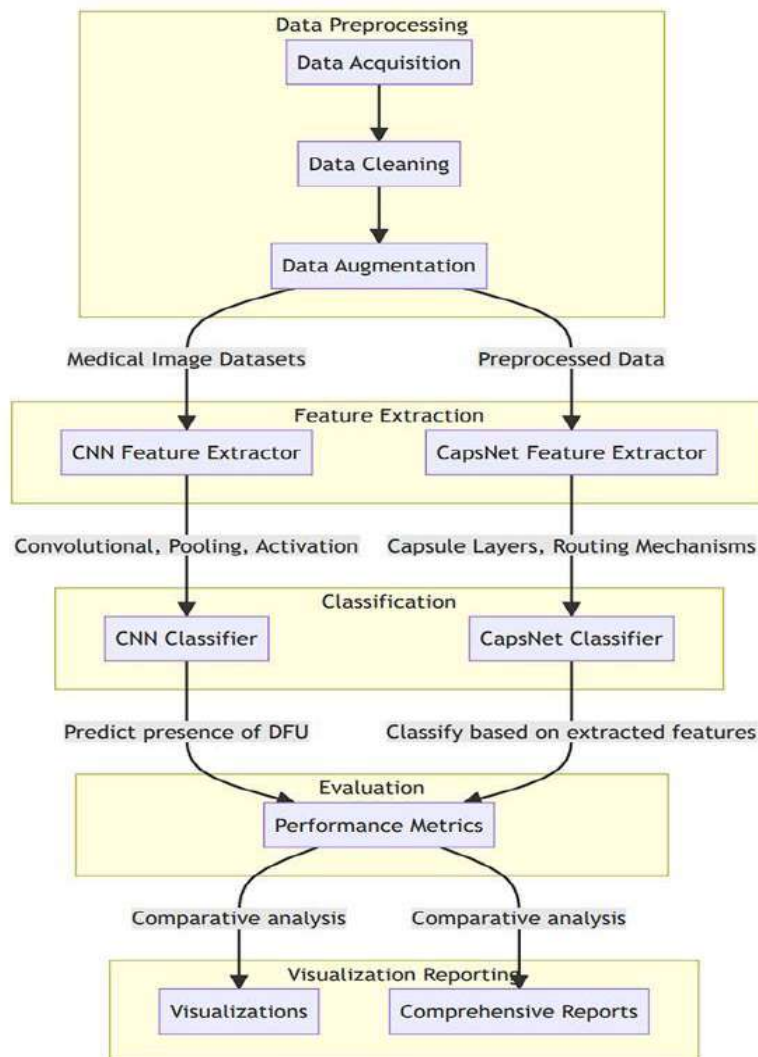 Data Preprocessing
Data Acquisition
Data Cleaning
Data Augmentation
Medical Image Datasets
Preprocessed Data
Feature Extraction
CNN Feature Extractor
CapsNet Feature Extractor
Convolutional, Pooling, Activation
Capsule Layers, Routing Mechanisms
Classification
CNN Classifier
CapsNet Classifier
Predict presence of DFU
Classify based on extracted features
Evaluation
Performance Metrics
Comparative analysis
Comparative analysis
Visualization Reporting
Visualizations
Comprehensive Reports